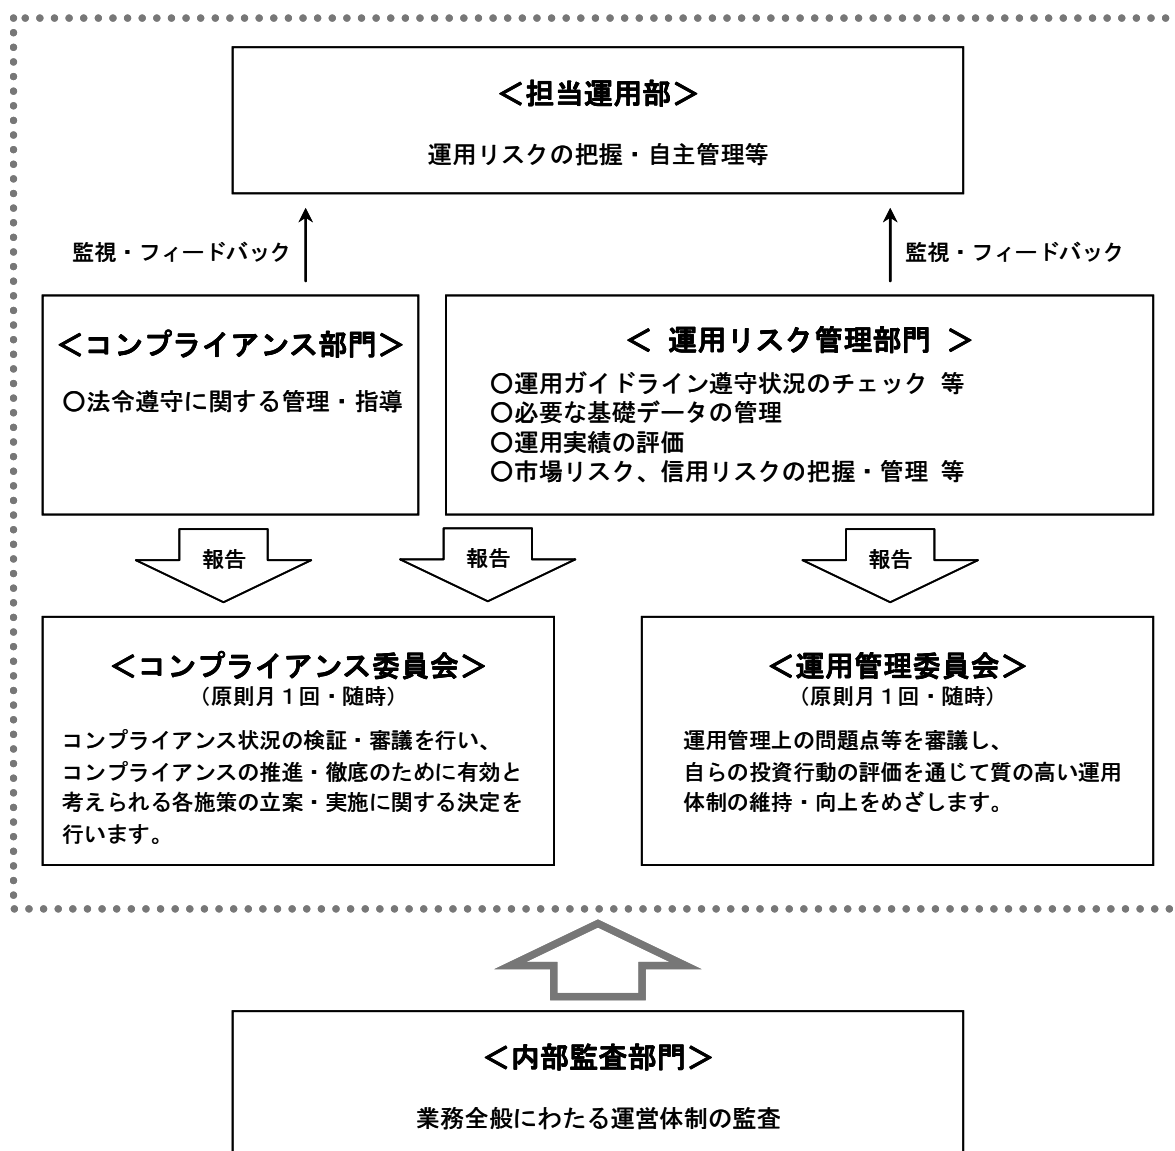 ＜担当運用部＞
運用リスクの把握・自主管理等
監視・フィードバック
監視・フィードバック
＜コンプライアンス部門＞
○法令遵守に関する管理・指導
＜ 運用リスク管理部門 ＞
○運用ガイドライン遵守状況のチェック 等
○必要な基礎データの管理
○運用実績の評価
○市場リスク、信用リスクの把握・管理 等
報告
報告
報告
＜コンプライアンス委員会＞
（原則月１回・随時）
コンプライアンス状況の検証・審議を行い、
コンプライアンスの推進・徹底のために有効と
考えられる各施策の立案・実施に関する決定を
行います。
＜運用管理委員会＞
（原則月１回・随時）
運用管理上の問題点等を審議し、
自らの投資行動の評価を通じて質の高い運用
体制の維持・向上をめざします。
＜内部監査部門＞
業務全般にわたる運営体制の監査